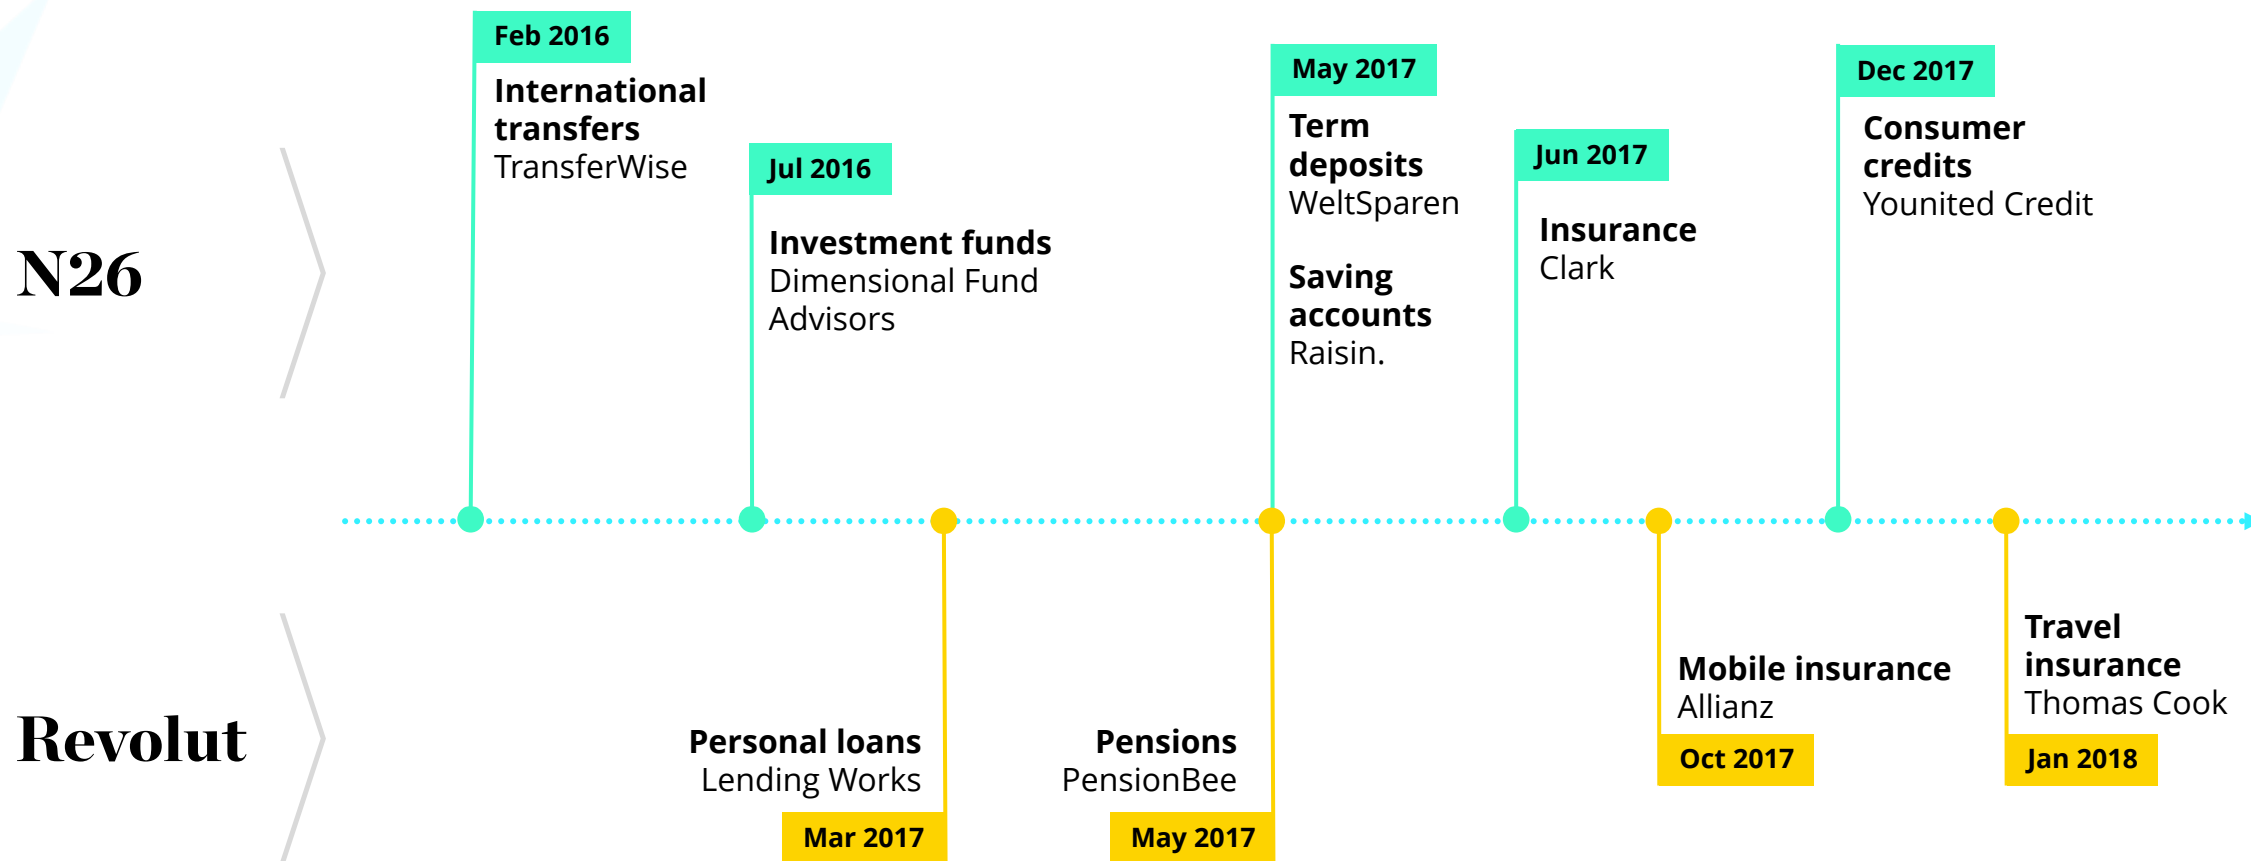 N26
Feb 2016
International
transfers
TransferWise
Jul 2016
Investment funds
Dimensional Fund
Advisors
May 2017
Term
deposits
WeltSparen
Saving
accounts
Raisin.
Jun 2017
Insurance
Clark
Dec 2017
Consumer
credits
Younited Credit
Revolut
Personal loans
Lending Works
Mar 2017
Pensions
PensionBee
May 2017
Mobile insurance
Allianz
Oct 2017
Travel
insurance
Thomas Cook
Jan 2018